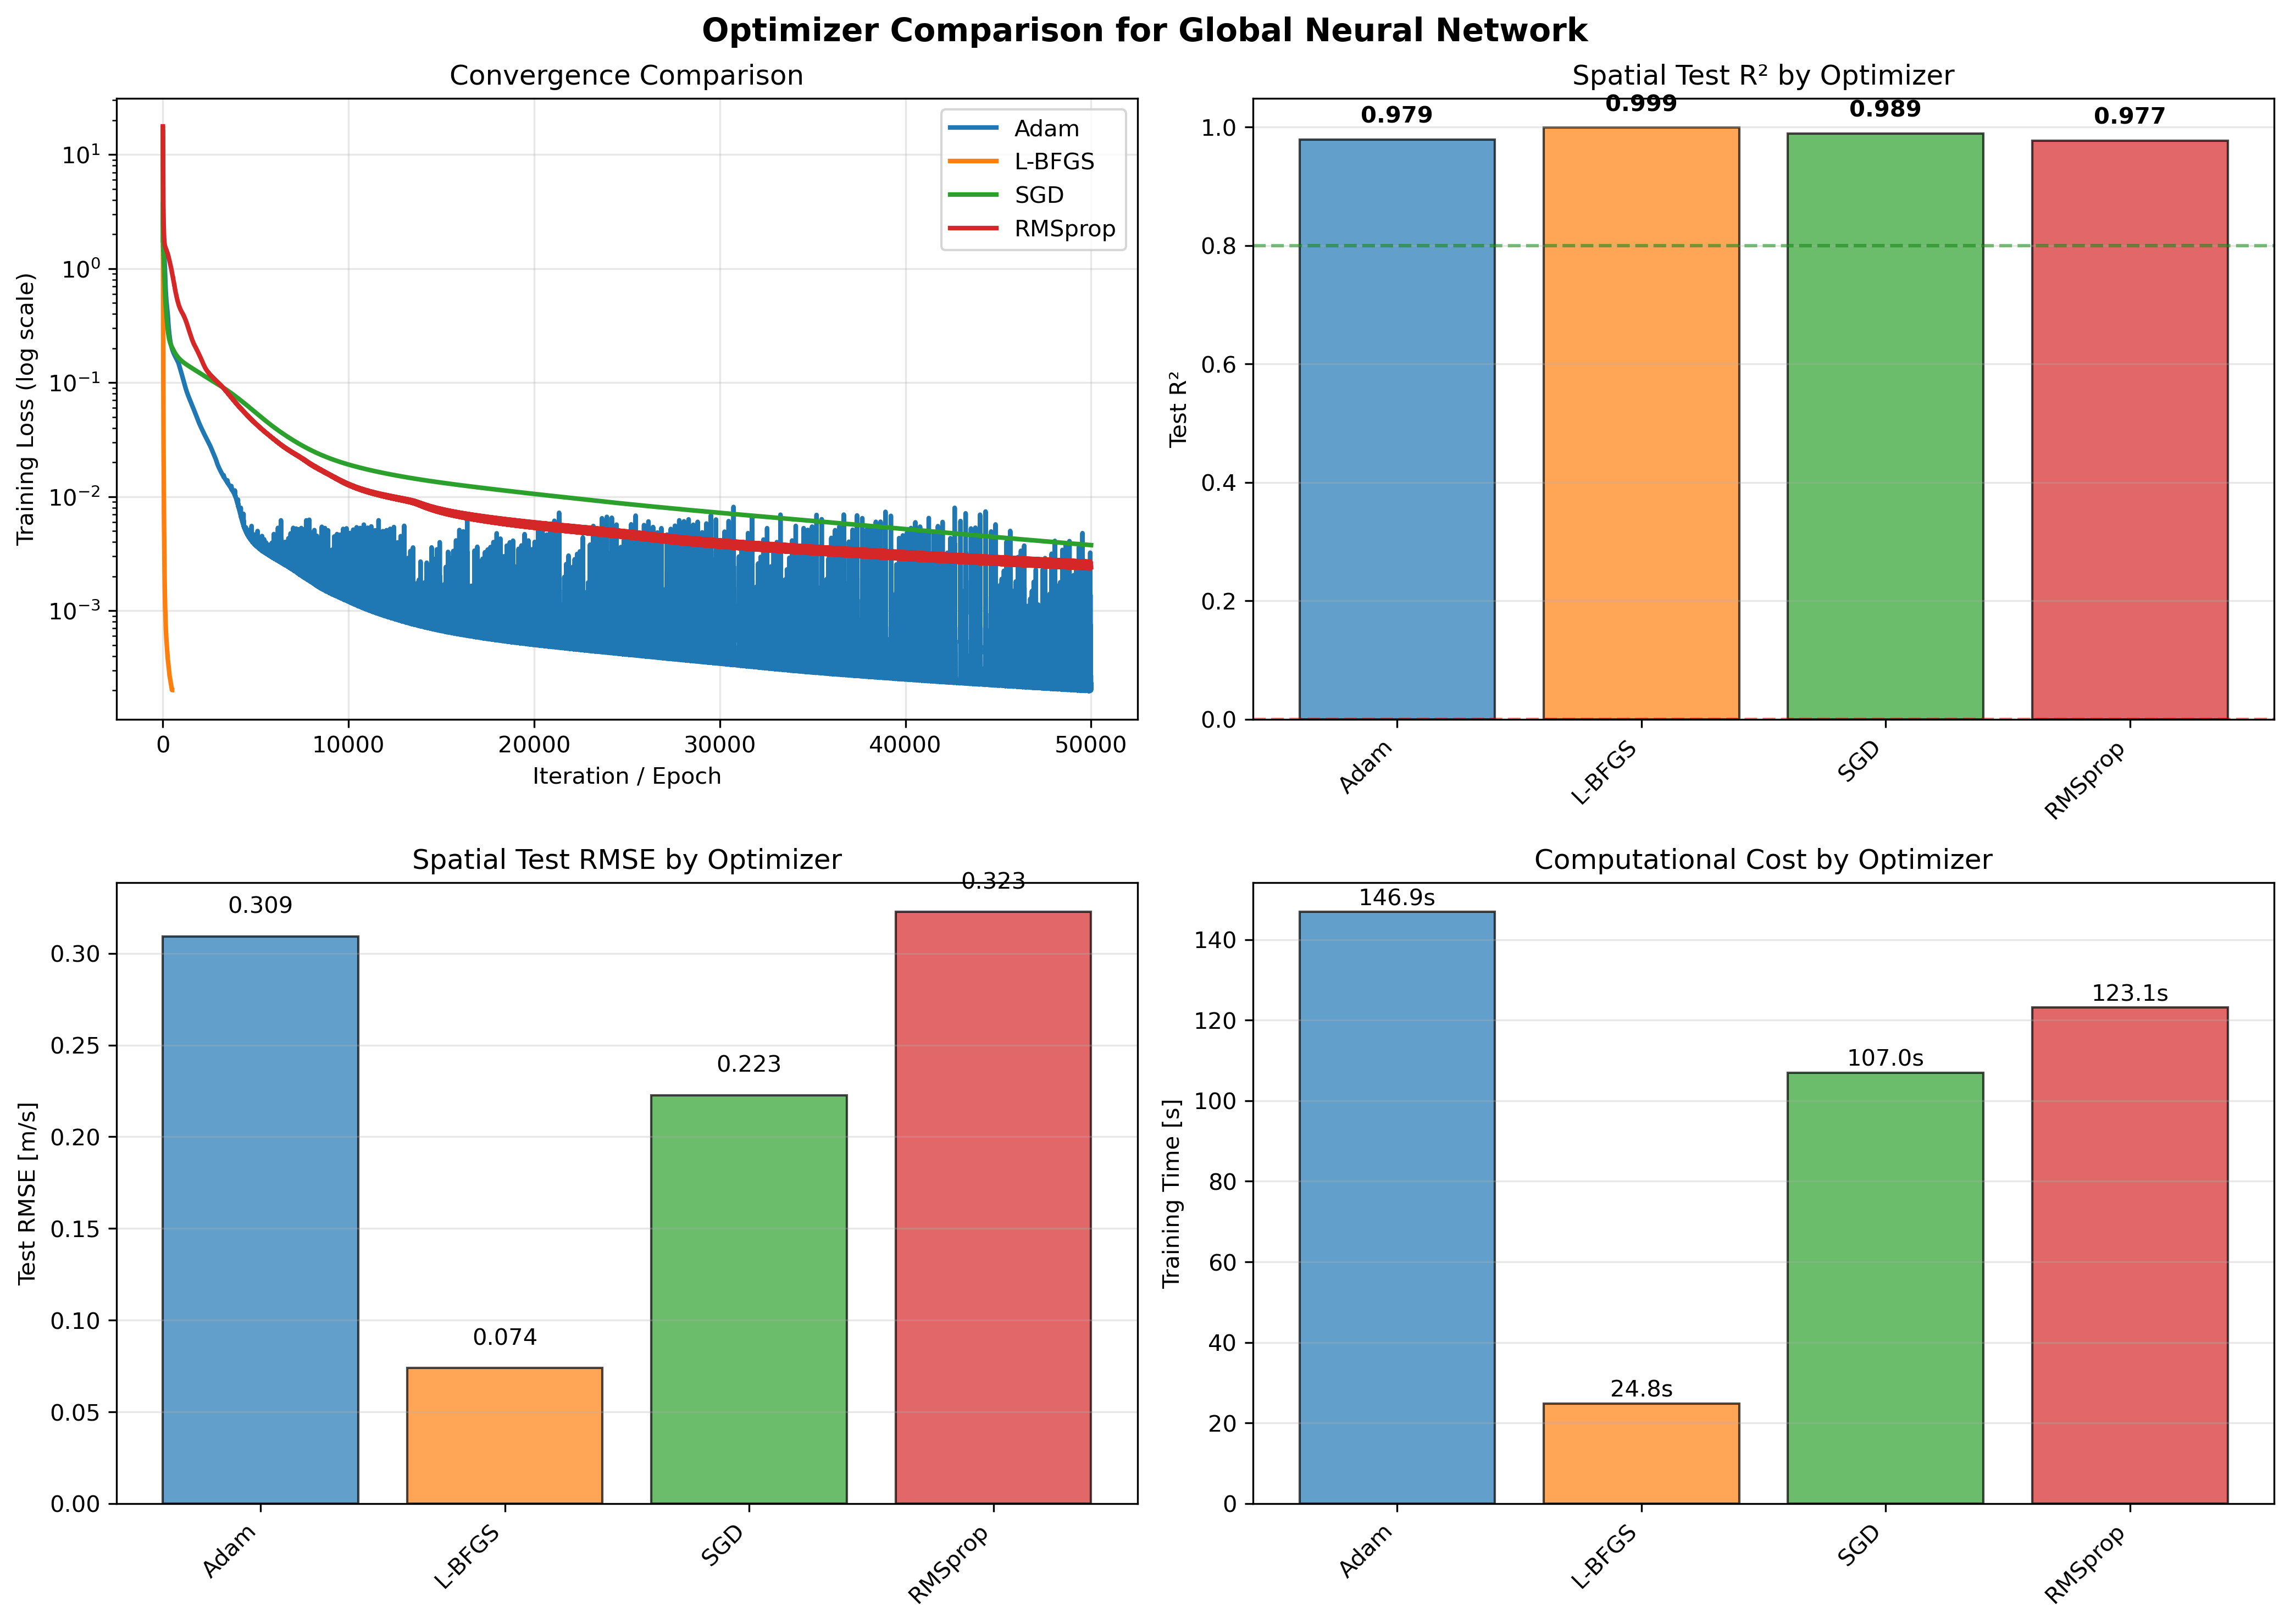 Optimizer Comparison for Global Neural Network
Convergence Comparison
Training Loss (log scale)
10¹
10⁰
10⁻¹
10⁻²
10⁻³
Adam
L-BFGS
SGD
RMSprop
0 10000 20000 30000 40000 50000
Iteration / Epoch
Spatial Test R² by Optimizer
Test R²
1.0
0.8
0.6
0.4
0.2
0.0
0.979 0.999 0.989 0.977
Adam L-BFGS SGD RMSprop
Spatial Test RMSE by Optimizer
Test RMSE [m/s]
0.30
0.25
0.20
0.15
0.10
0.05
0.00
0.309 0.074 0.223 0.323
Adam L-BFGS SGD RMSprop
Computational Cost by Optimizer
Training Time [s]
140
120
100
80
60
40
20
0
146.9s 24.8s 107.0s 123.1s
Adam L-BFGS SGD RMSprop